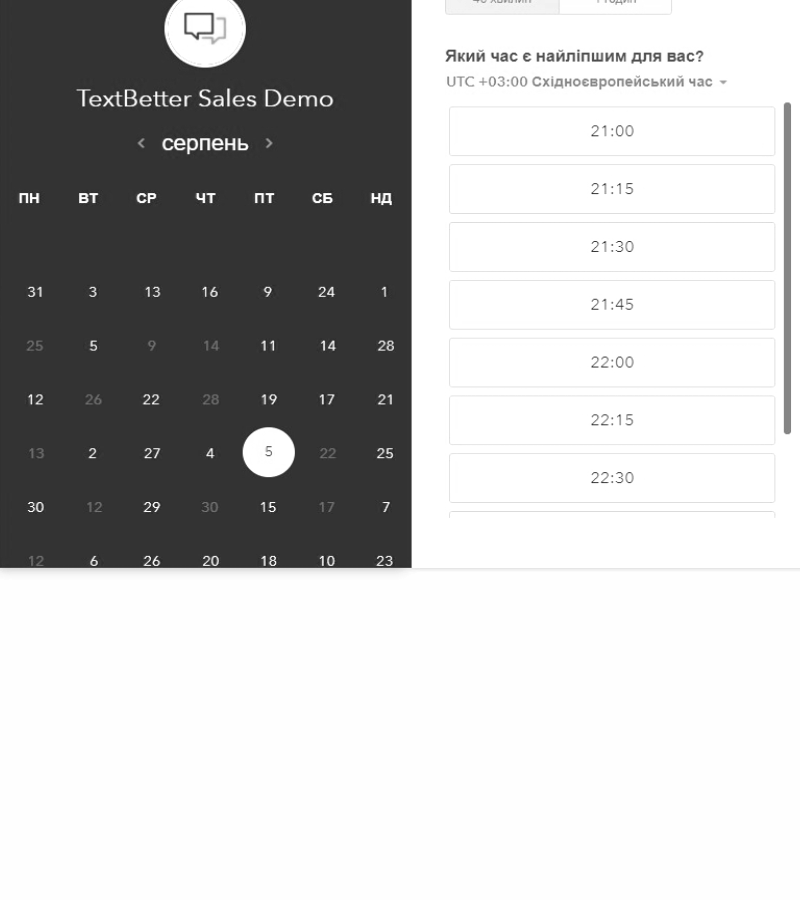 TextBetter Sales Demo
серпень
ПН ВТ СР ЧТ ПТ СБ НД
31 3 13 16 9 24 1
25 5 9 14 11 14 28
12 26 22 28 19 17 21
13 2 27 4 5 22 25
30 12 29 30 15 17 7
12 6 26 20 18 10 23
Який час є найліпшим для вас?
UTC +03:00 Східноєвропейський час
21:00
21:15
21:30
21:45
22:00
22:15
22:30